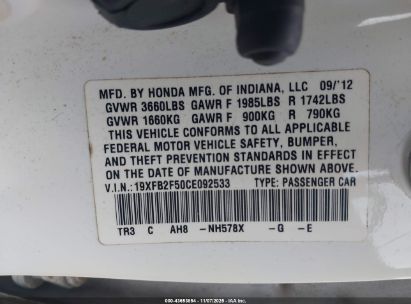 MFD. BY HONDA MFG. OF INDIANA, LLC 09/'12
GVWR 3660LBS GAWR F 1985LBS R 1742LBS
GVWR 1660KG GAWR F 900KG R 790KG
THIS VEHICLE CONFORMS TO ALL APPLICABLE
FEDERAL MOTOR VEHICLE SAFETY, BUMPER,
AND THEFT PREVENTION STANDARDS IN EFFECT
ON THE DATE OF MANUFACTURE SHOWN ABOVE.
V.I.N.: 19XFB2F50CE092533 TYPE: PASSENGER CAR
TR3 C AH8 -NH578X -G -E